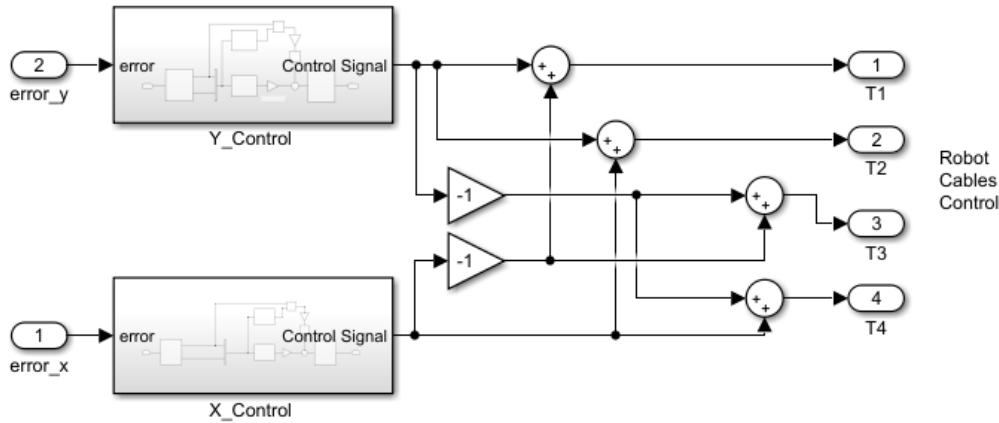 2
error_y
error
Control Signal
Y_Control
+
+
1
T1
+
+
2
T2
Robot
Cables
Control
-1
+
+
3
T3
-1
+
+
4
T4
1
error_x
error
Control Signal
X_Control